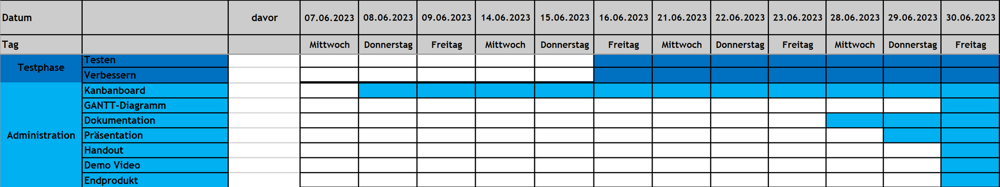 Datum davor 07.06.2023 08.06.2023 09.06.2023 14.06.2023 15.06.2023 16.06.2023 21.06.2023 22.06.2023 23.06.2023 28.06.2023 29.06.2023 30.06.2023
Tag Mittwoch Donnerstag Freitag Mittwoch Donnerstag Freitag Mittwoch Donnerstag Freitag Mittwoch Donnerstag Freitag
Testphase
Testen
Verbessern
Administration
Kanbanboard
GANTT-Diagramm
Dokumentation
Präsentation
Handout
Demo Video
Endprodukt